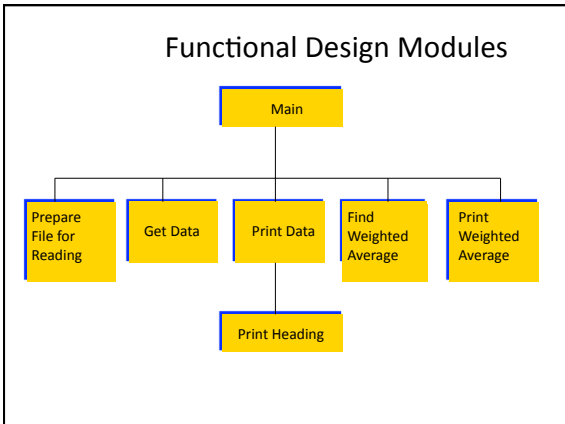 Functional Design Modules
Main
Prepare
File for
Reading
Get Data
Print Data
Find
Weighted
Average
Print
Weighted
Average
Print Heading